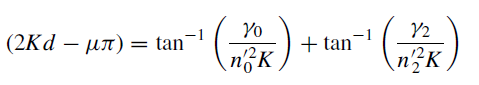 (2Kd − μπ) = tan⁻¹ (γ₀ / n′₀²K) + tan⁻¹ (γ₂ / n′₂²K)